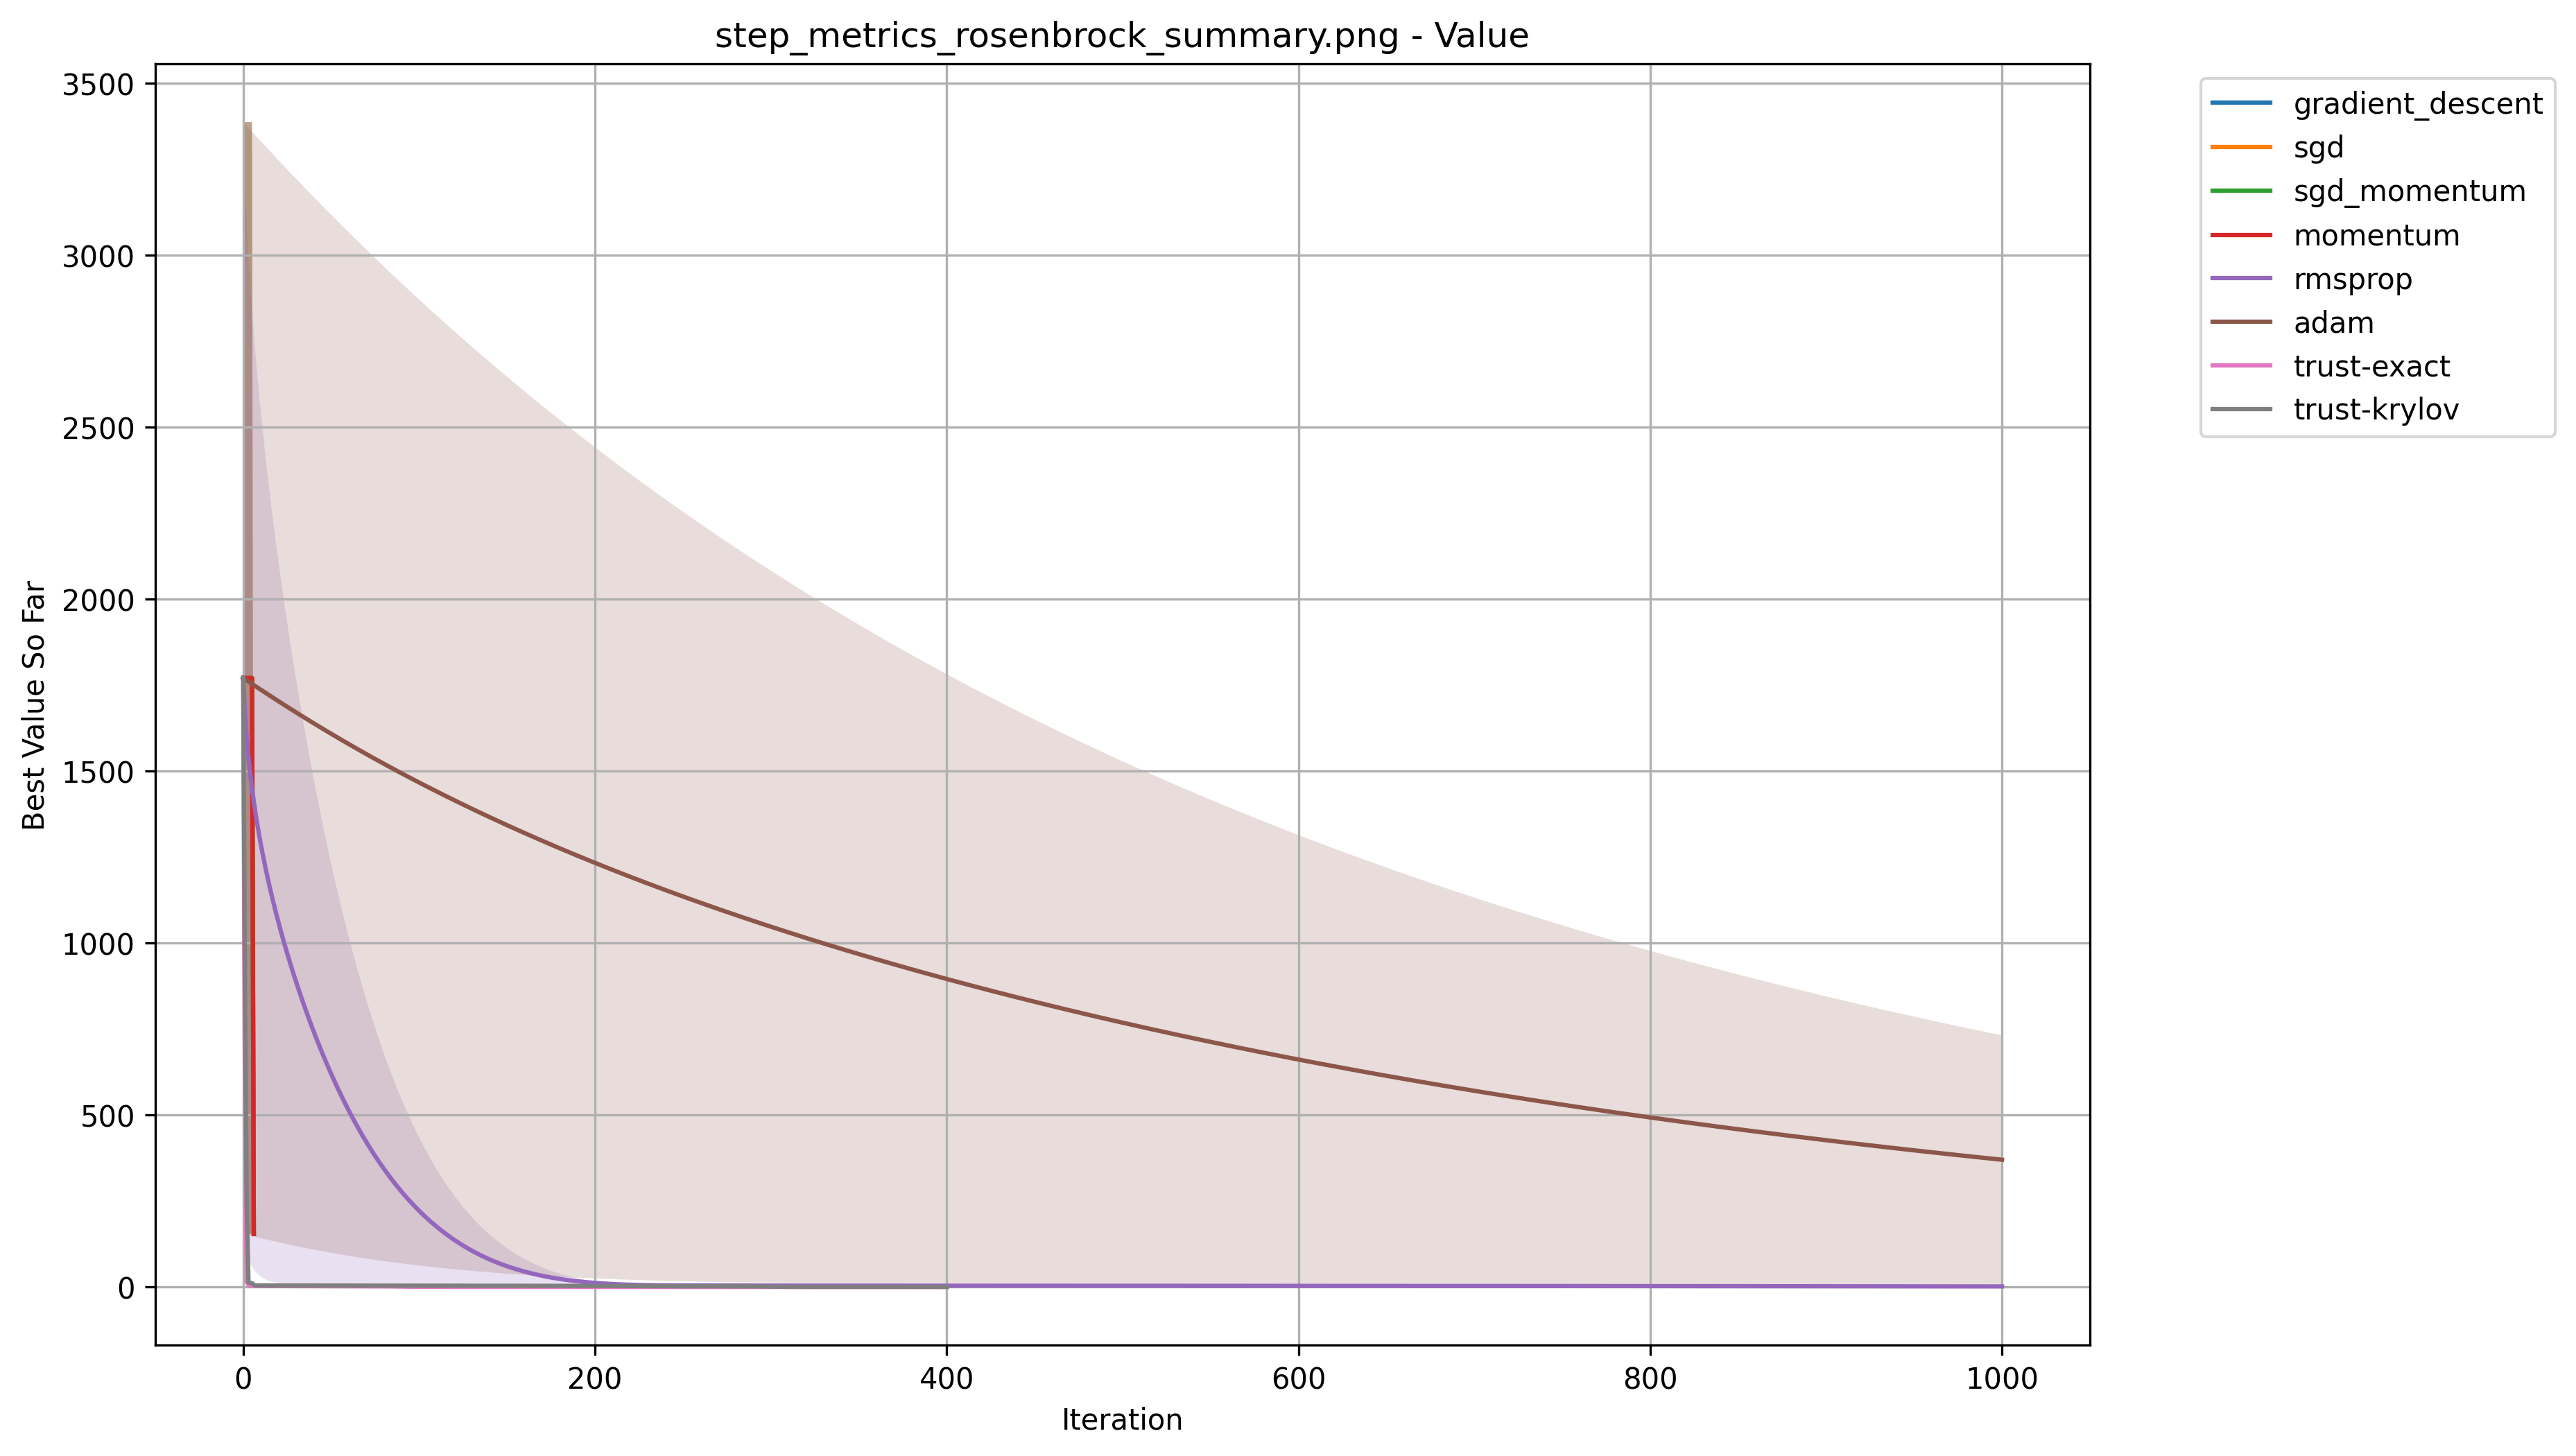 step_metrics_rosenbrock_summary.png - Value
3500
3000
2500
2000
1500
1000
500
0
Best Value So Far
0 200 400 600 800 1000
Iteration
gradient_descent
sgd
sgd_momentum
momentum
rmsprop
adam
trust-exact
trust-krylov